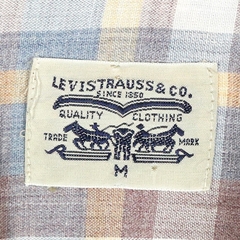 LEVI STRAUSS & CO.
SINCE 1850
QUALITY CLOTHING
TRADE MARK
M